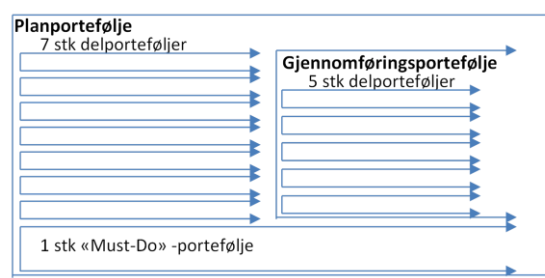 Planportefølje
7 stk delporteføljer
Gjennomføringsportefølje
5 stk delporteføljer
1 stk «Must-Do» -portefølje